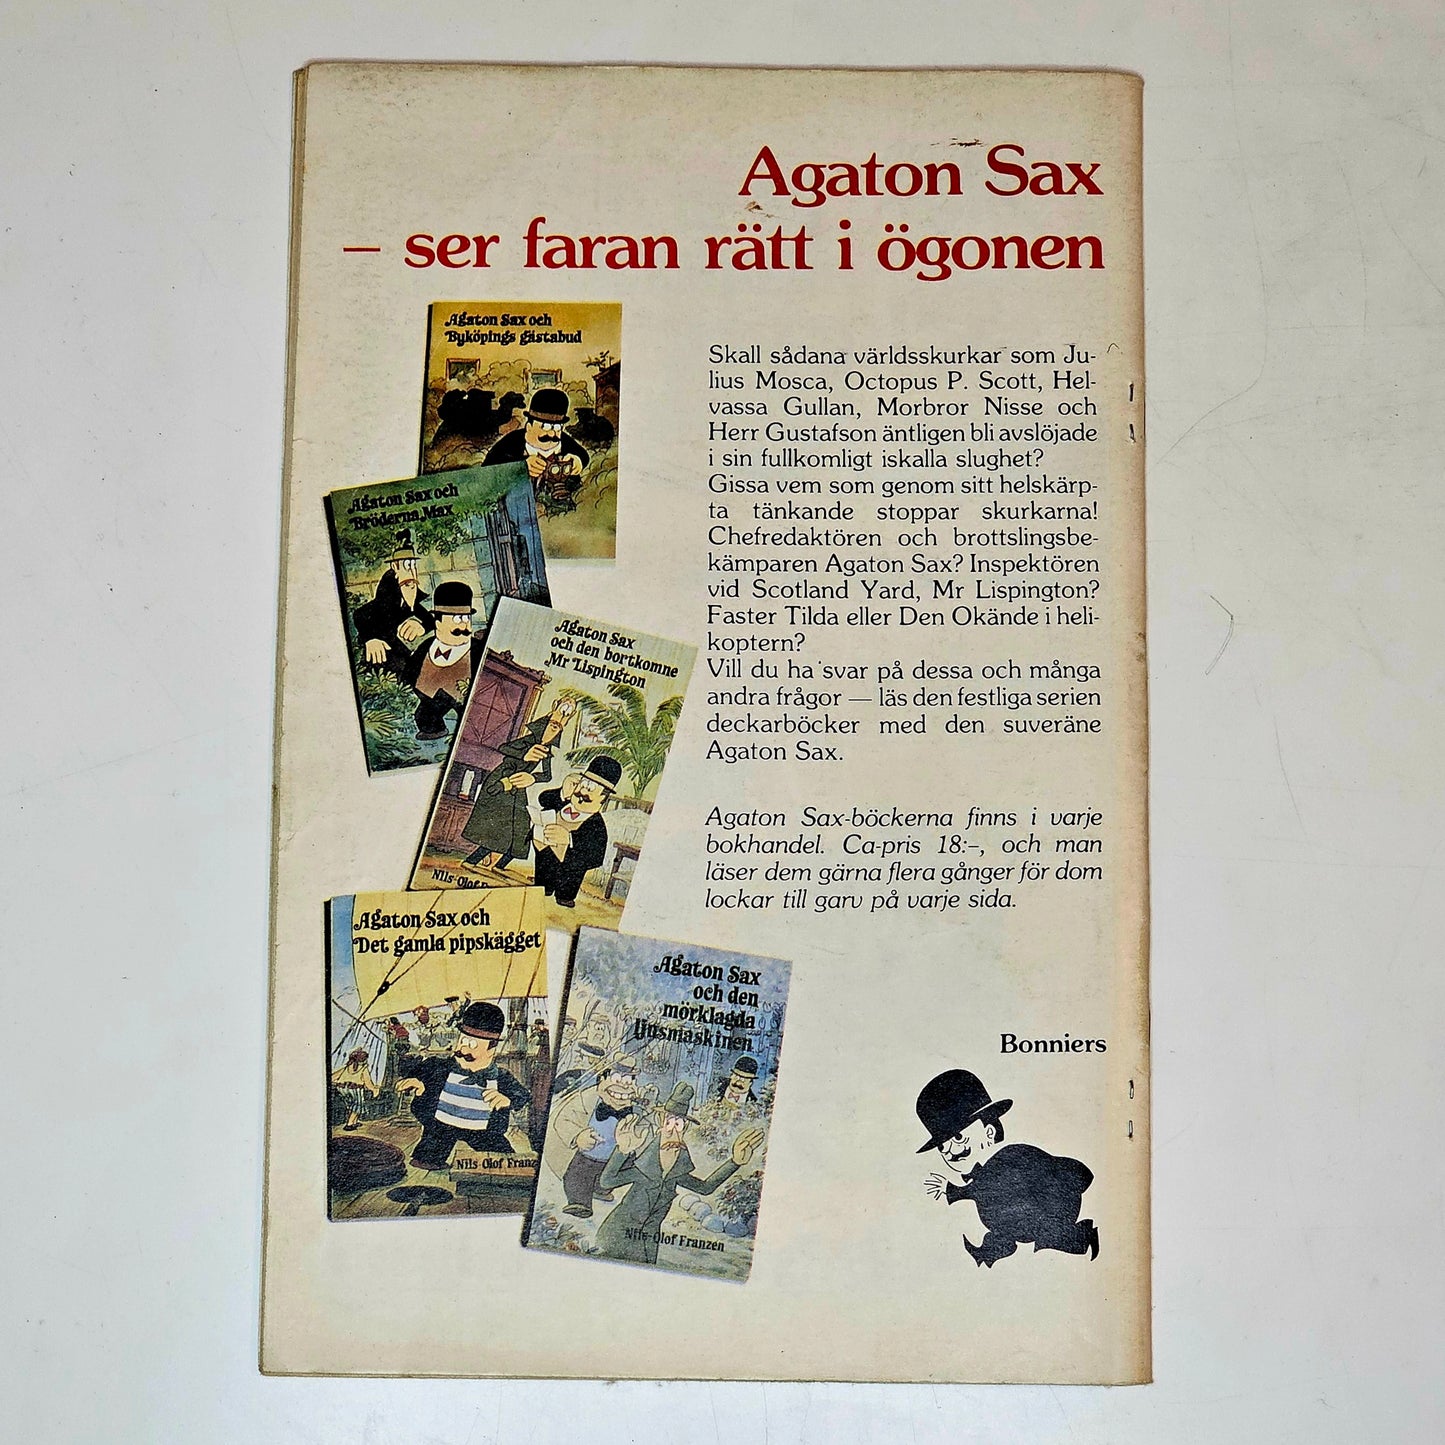 Agaton Sax
– ser faran rätt i ögonen
Agaton Sax och
Byköpings gästabud
Agaton Sax och
Bröderna Max
Agaton Sax
och den bortkomne
Mr Lispington
Nils-Olof
Agaton Sax och
Det gamla pipskägget
Nils-Olof Franz
Agaton Sax
och den
mörklagda
ljusmaskinen
Nils-Olof Franzen
Skall sådana världsskurkar som Ju-
lius Mosca, Octopus P. Scott, Hel-
vassa Gullan, Morbror Nisse och
Herr Gustafson äntligen bli avslöjade
i sin fullkomligt iskalla slughet?
Gissa vem som genom sitt helskärp-
ta tänkande stoppar skurkarna!
Chefredaktören och brottslingsbe-
kämparen Agaton Sax? Inspektören
vid Scotland Yard, Mr Lispington?
Faster Tilda eller Den Okände i heli-
koptern?
Vill du ha svar på dessa och många
andra frågor — läs den festliga serien
deckarböcker med den suveräne
Agaton Sax.
Agaton Sax-böckerna finns i varje
bokhandel. Ca-pris 18:–, och man
läser dem gärna flera gånger för dom
lockar till garv på varje sida.
Bonniers